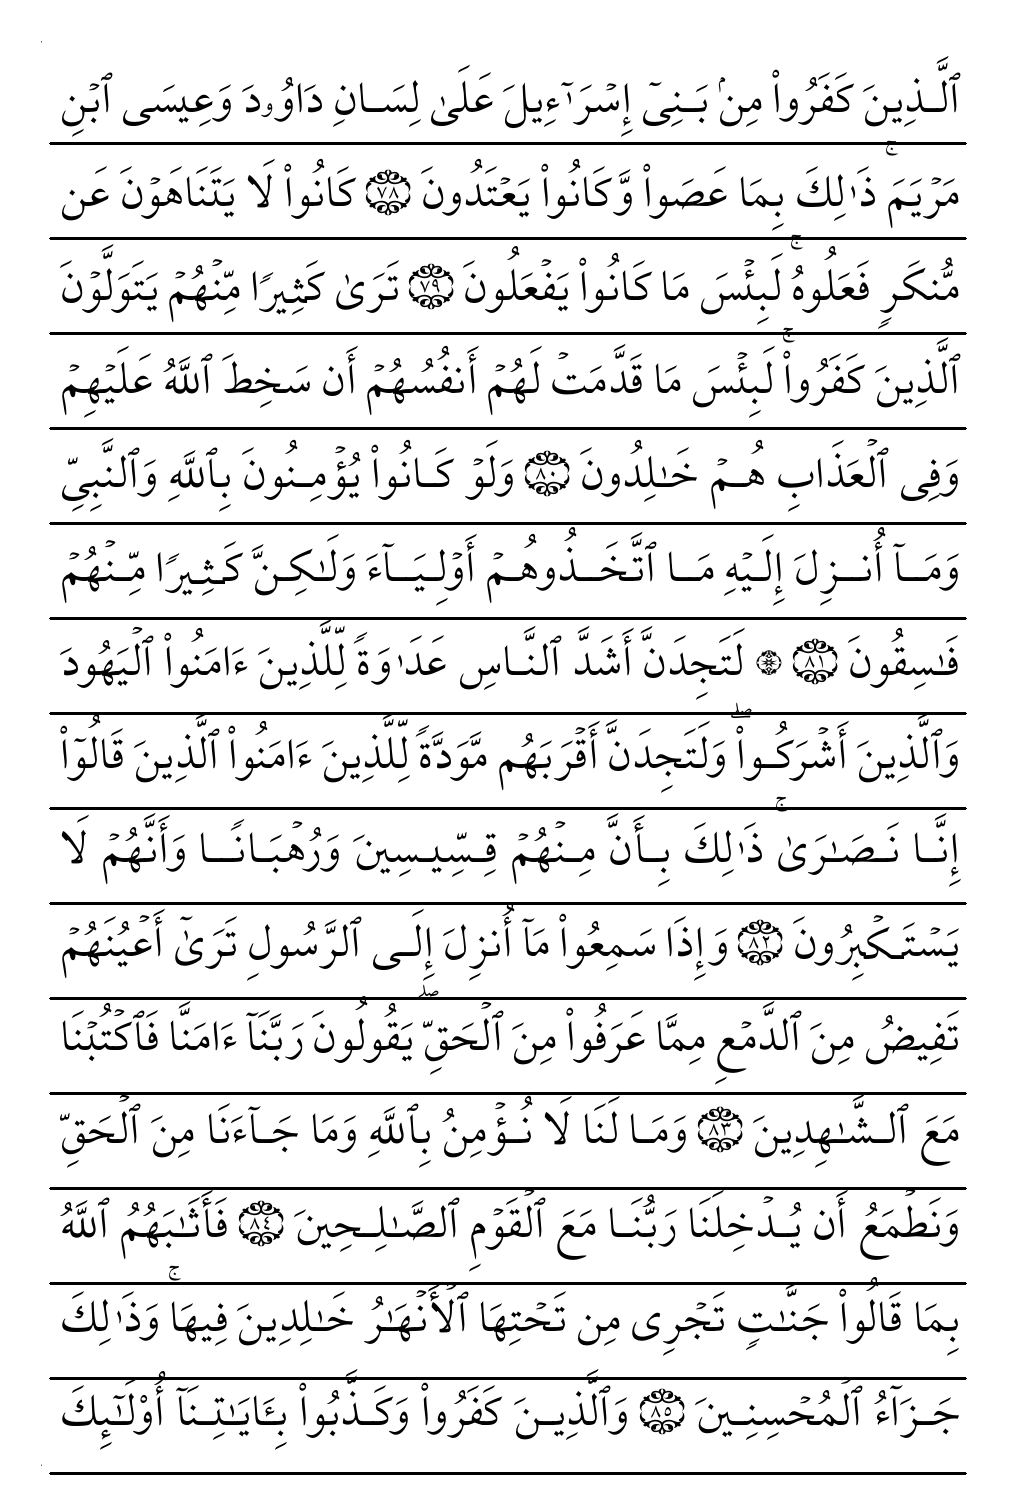 ٱلَّذِينَ كَفَرُواْ مِنۢ بَنِىٓ إِسۡرَٰٓءِيلَ عَلَىٰ لِسَانِ دَاوُۥدَ وَعِيسَى ٱبۡنِ
مَرۡيَمَۚ ذَٰلِكَ بِمَا عَصَواْ وَّكَانُواْ يَعۡتَدُونَ ۝٧٨ كَانُواْ لَا يَتَنَاهَوۡنَ عَن
مُّنكَرٍ فَعَلُوهُۚ لَبِئۡسَ مَا كَانُواْ يَفۡعَلُونَ ۝٧٩ تَرَىٰ كَثِيرًا مِّنۡهُمۡ يَتَوَلَّوۡنَ
ٱلَّذِينَ كَفَرُواْۚ لَبِئۡسَ مَا قَدَّمَتۡ لَهُمۡ أَنفُسُهُمۡ أَن سَخِطَ ٱللَّهُ عَلَيۡهِمۡ
وَفِى ٱلۡعَذَابِ هُمۡ خَٰلِدُونَ ۝٨٠ وَلَوۡ كَانُواْ يُؤۡمِنُونَ بِٱللَّهِ وَٱلنَّبِىِّ
وَمَآ أُنزِلَ إِلَيۡهِ مَا ٱتَّخَذُوهُمۡ أَوۡلِيَآءَ وَلَٰكِنَّ كَثِيرًا مِّنۡهُمۡ
فَٰسِقُونَ ۝٨١ ۞ لَتَجِدَنَّ أَشَدَّ ٱلنَّاسِ عَدَٰوَةً لِّلَّذِينَ ءَامَنُواْ ٱلۡيَهُودَ
وَٱلَّذِينَ أَشۡرَكُواْۖ وَلَتَجِدَنَّ أَقۡرَبَهُم مَّوَدَّةً لِّلَّذِينَ ءَامَنُواْ ٱلَّذِينَ قَالُوٓاْ
إِنَّا نَصَٰرَىٰۚ ذَٰلِكَ بِأَنَّ مِنۡهُمۡ قِسِّيسِينَ وَرُهۡبَانًا وَأَنَّهُمۡ لَا
يَسۡتَكۡبِرُونَ ۝٨٢ وَإِذَا سَمِعُواْ مَآ أُنزِلَ إِلَى ٱلرَّسُولِ تَرَىٰٓ أَعۡيُنَهُمۡ
تَفِيضُ مِنَ ٱلدَّمۡعِ مِمَّا عَرَفُواْ مِنَ ٱلۡحَقِّۖ يَقُولُونَ رَبَّنَآ ءَامَنَّا فَٱكۡتُبۡنَا
مَعَ ٱلشَّٰهِدِينَ ۝٨٣ وَمَا لَنَا لَا نُؤۡمِنُ بِٱللَّهِ وَمَا جَآءَنَا مِنَ ٱلۡحَقِّ
وَنَطۡمَعُ أَن يُدۡخِلَنَا رَبُّنَا مَعَ ٱلۡقَوۡمِ ٱلصَّٰلِحِينَ ۝٨٤ فَأَثَٰبَهُمُ ٱللَّهُ
بِمَا قَالُواْ جَنَّٰتٍ تَجۡرِى مِن تَحۡتِهَا ٱلۡأَنۡهَٰرُ خَٰلِدِينَ فِيهَاۚ وَذَٰلِكَ
جَزَآءُ ٱلۡمُحۡسِنِينَ ۝٨٥ وَٱلَّذِينَ كَفَرُواْ وَكَذَّبُواْ بِـَٔايَٰتِنَآ أُوْلَٰٓئِكَ